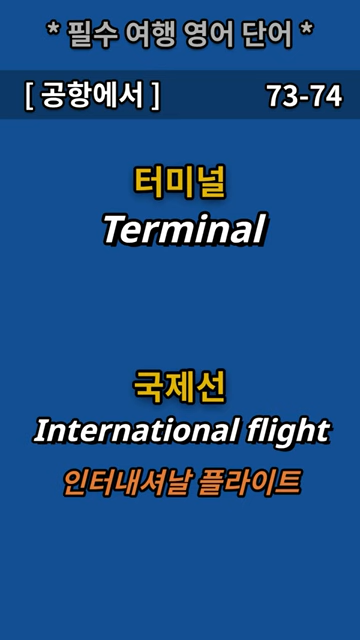 * 필수 여행 영어 단어 *
[ 공항에서 ] 73-74
터미널
Terminal
국제선
International flight
인터내셔날 플라이트